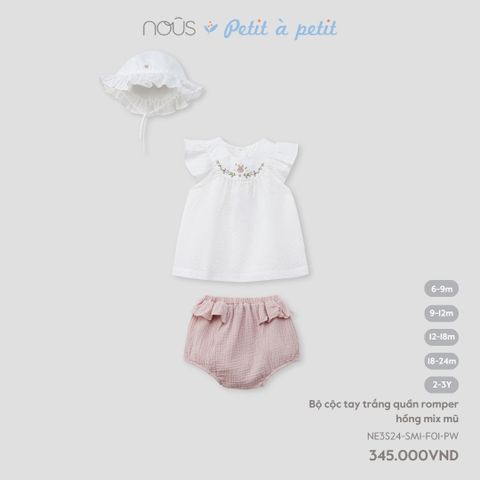 noûs Petit à petit
6-9m
9-12m
12-18m
18-24m
2-3Y
Bộ cộc tay trắng quần romper
hồng mix mũ
NE3S24-SM1-F01-PW
345.000VND